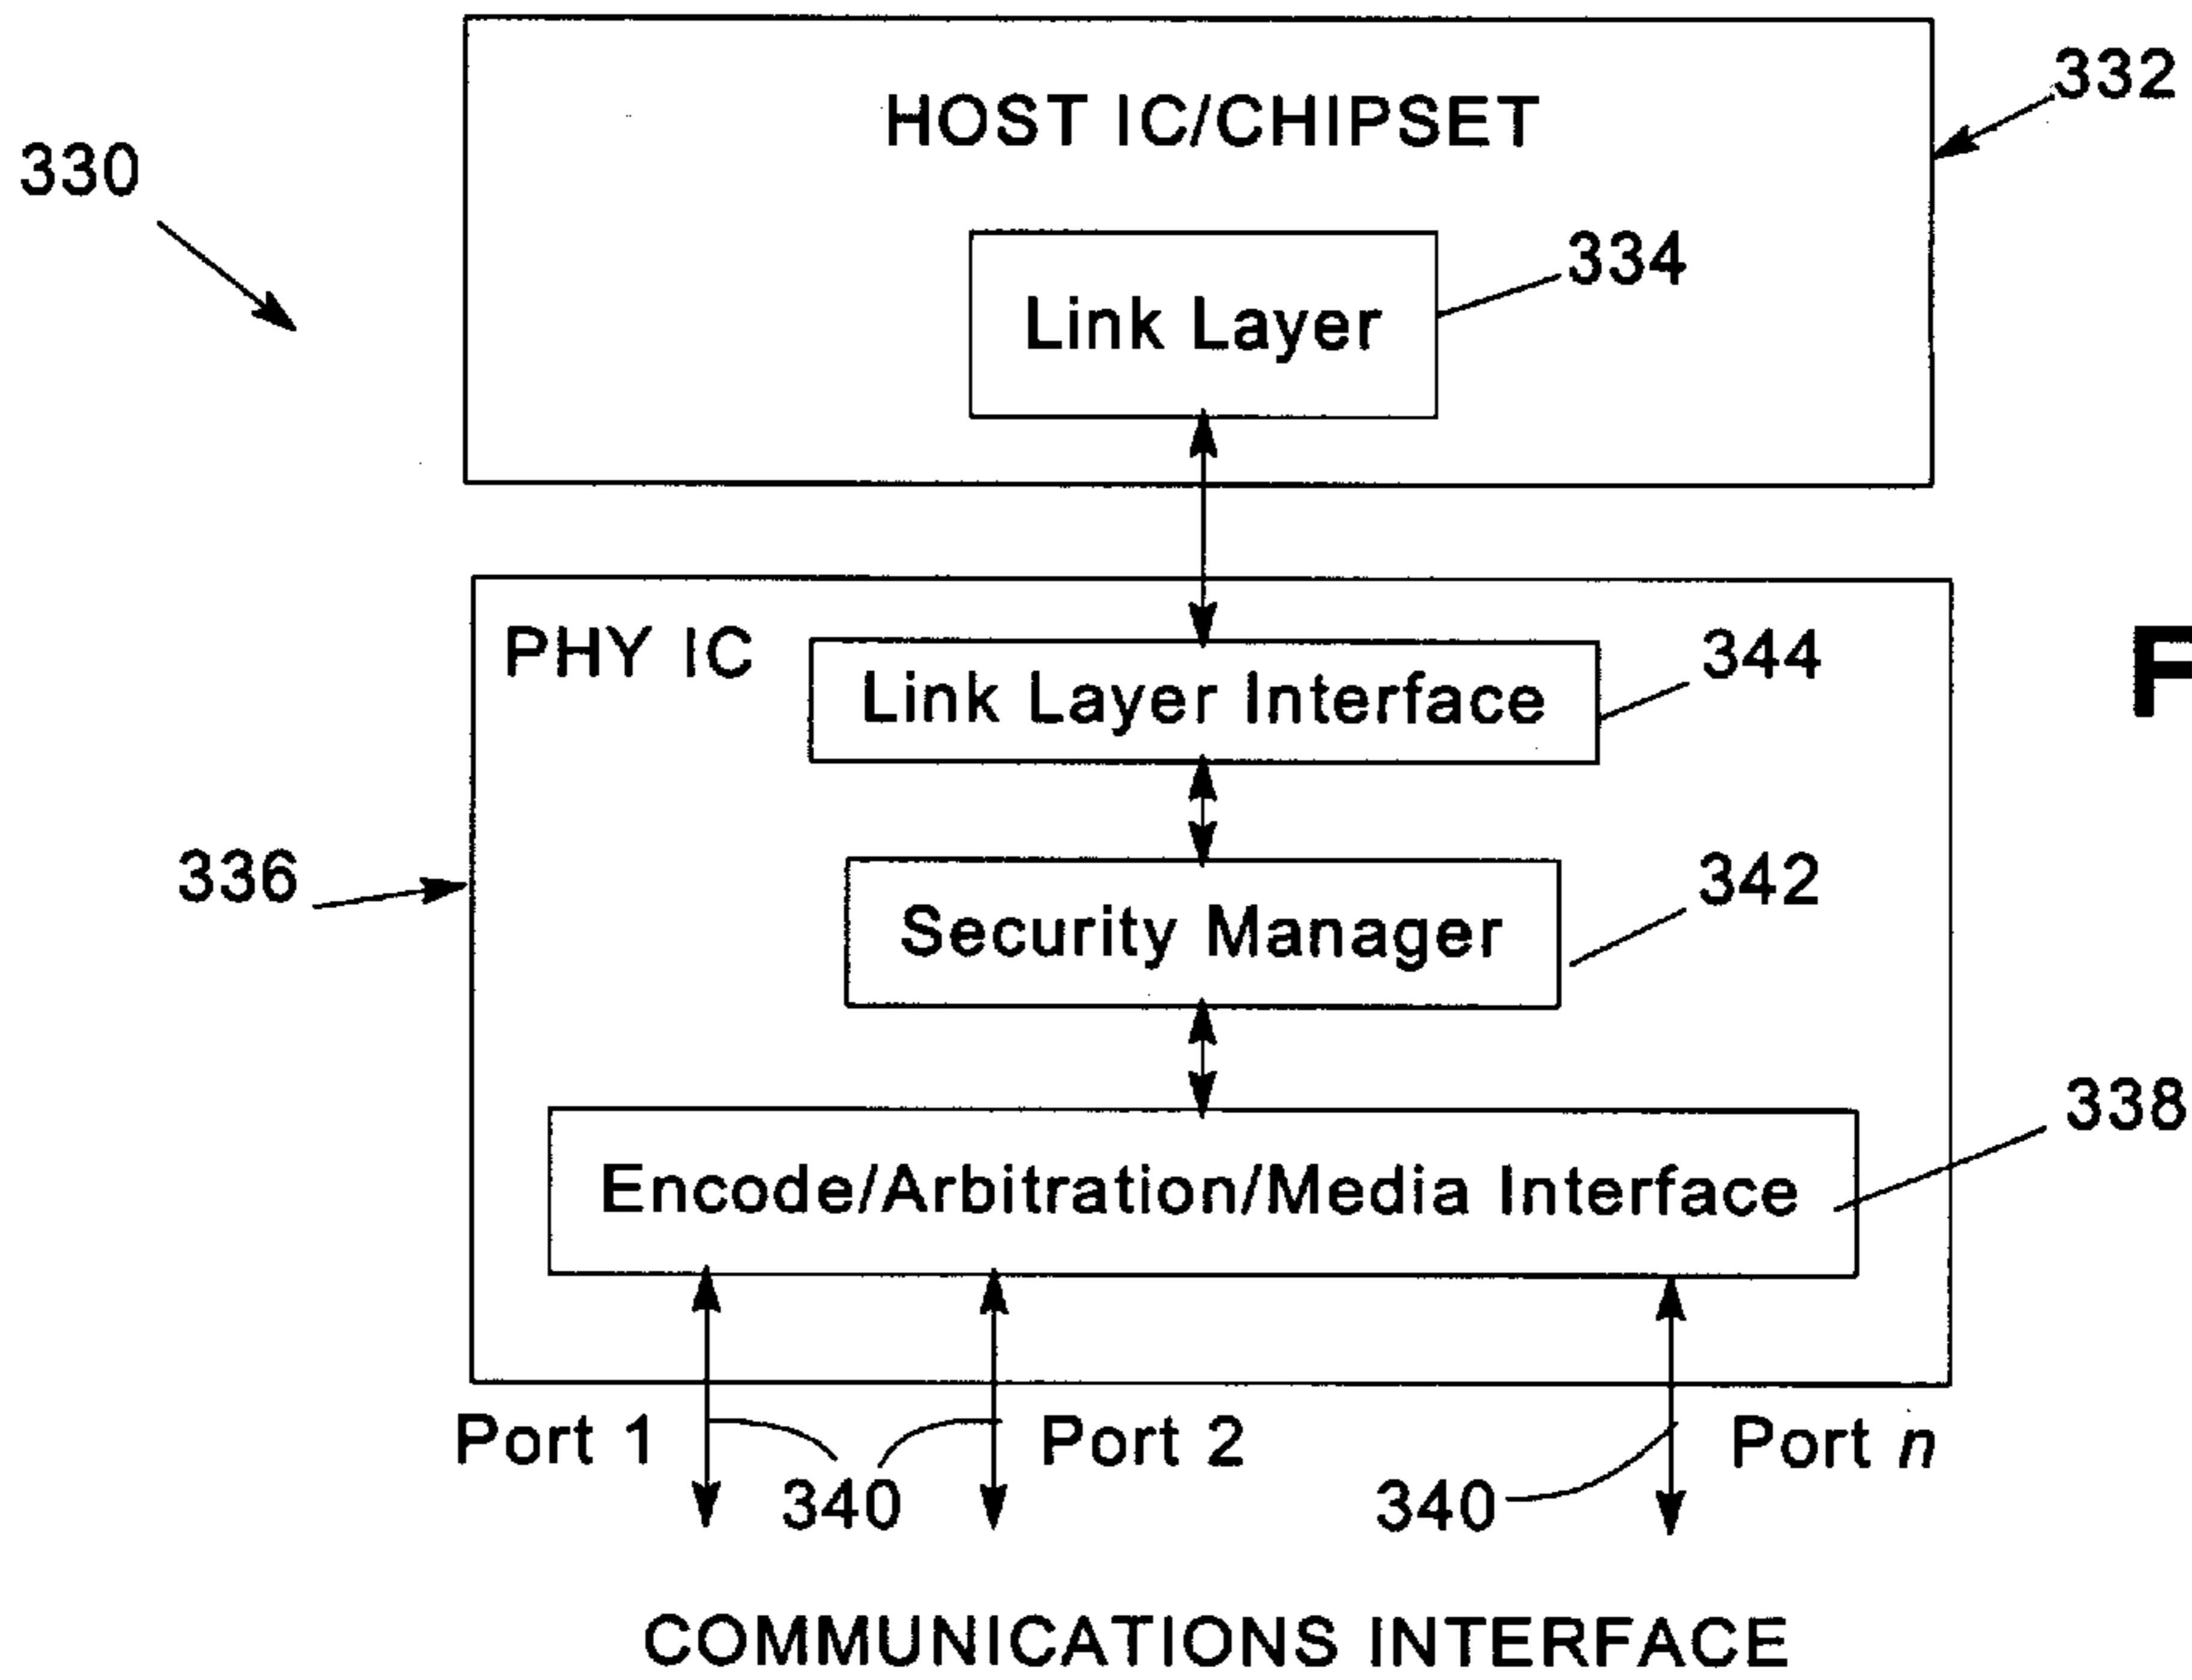 HOST IC/CHIPSET
332
330
Link Layer
334
PHY IC
Link Layer Interface
344
F
336
Security Manager
342
Encode/Arbitration/Media Interface
338
Port 1
340
Port 2
340
Port n
COMMUNICATIONS INTERFACE